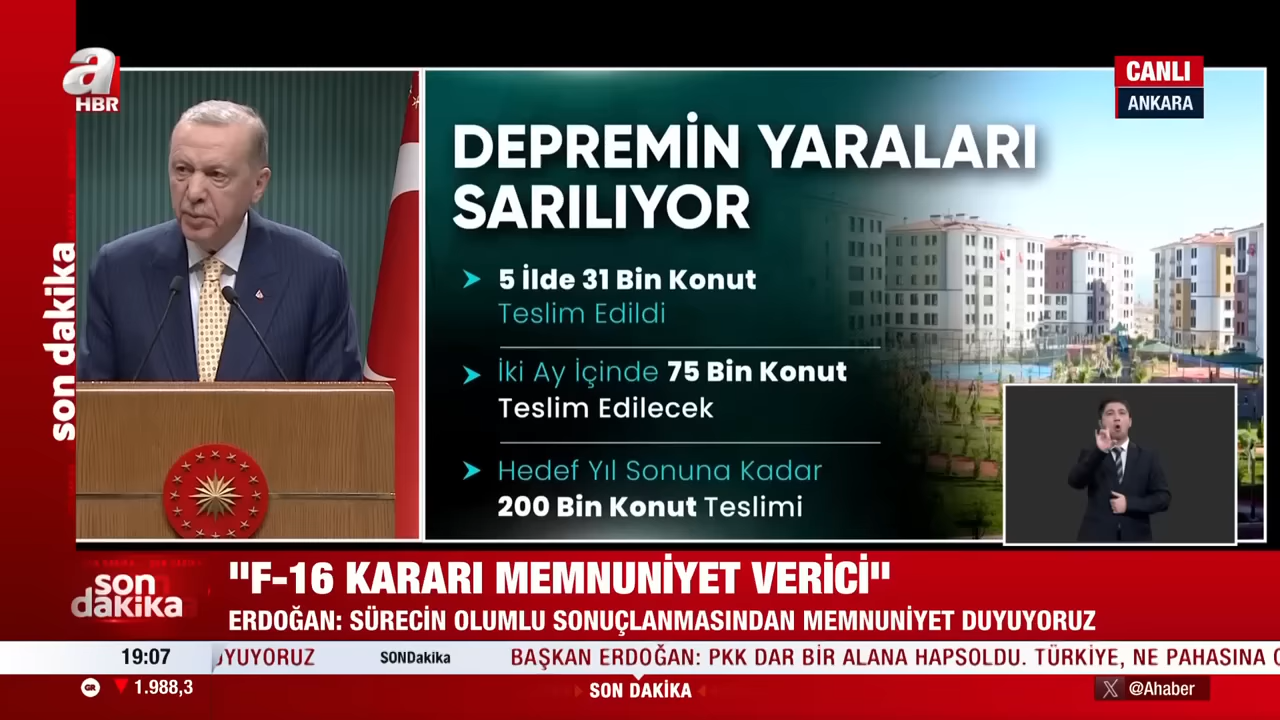 a
HBR
son dakika
CANLI
ANKARA
DEPREMİN YARALARI
SARILIYOR
5 İlde 31 Bin Konut
Teslim Edildi
İki Ay İçinde 75 Bin Konut
Teslim Edilecek
Hedef Yıl Sonuna Kadar
200 Bin Konut Teslimi
son
dakika
"F-16 KARARI MEMNUNİYET VERİCİ"
ERDOĞAN: SÜRECİN OLUMLU SONUÇLANMASINDAN MEMNUNİYET DUYUYORUZ
19:07
UYUYORUZ SONDakika BAŞKAN ERDOĞAN: PKK DAR BİR ALANA HAPSOLDU. TÜRKİYE, NE PAHASINA
GR 1.988,3
SON DAKİKA
X @Ahaber